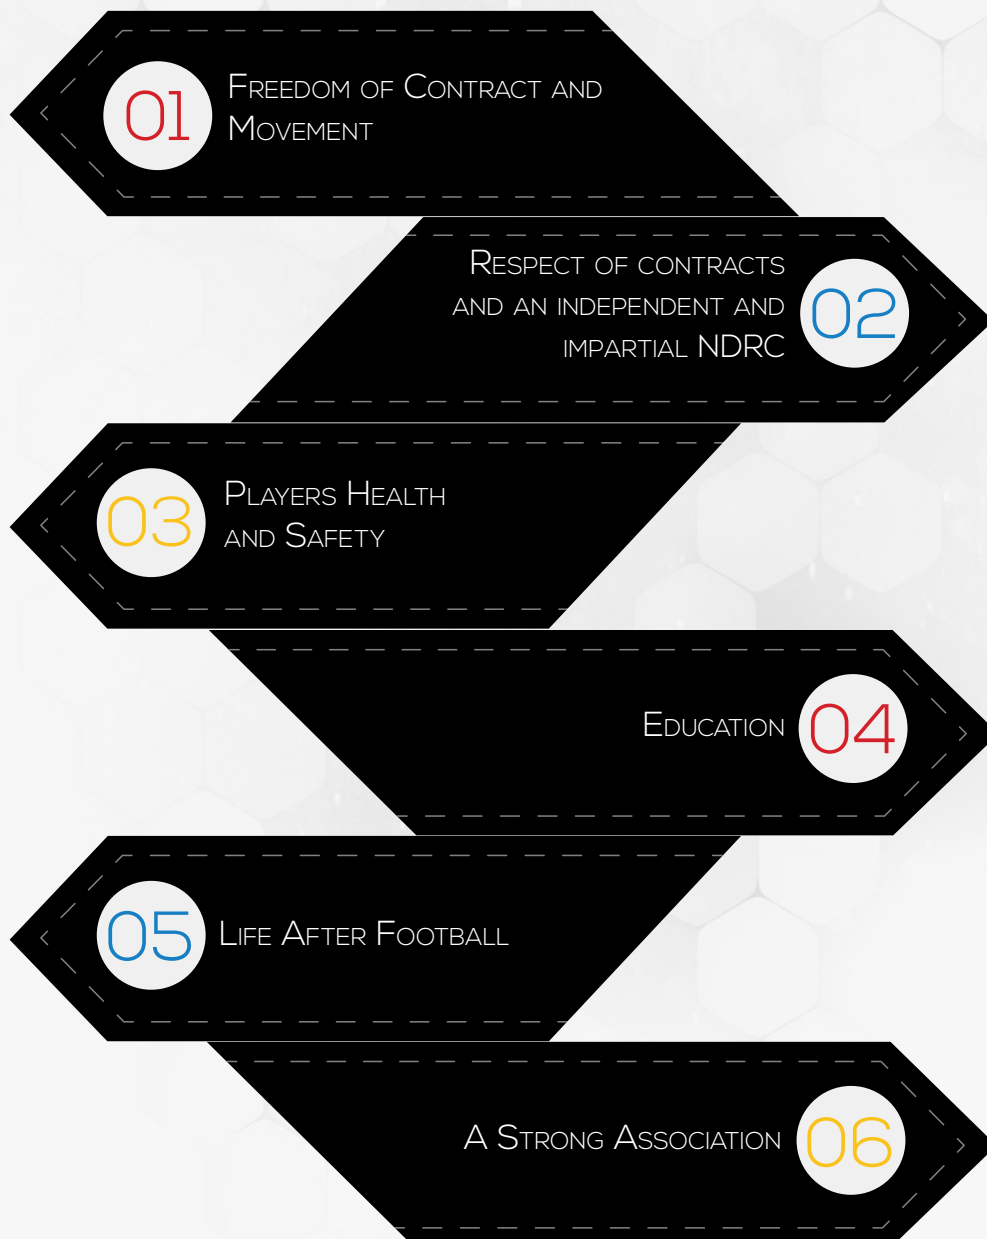 01
Freedom of Contract and
Movement
Respect of contracts
and an independent and
impartial NDRC
02
03
Players Health
and Safety
Education
04
05
Life After Football
A Strong Association
06